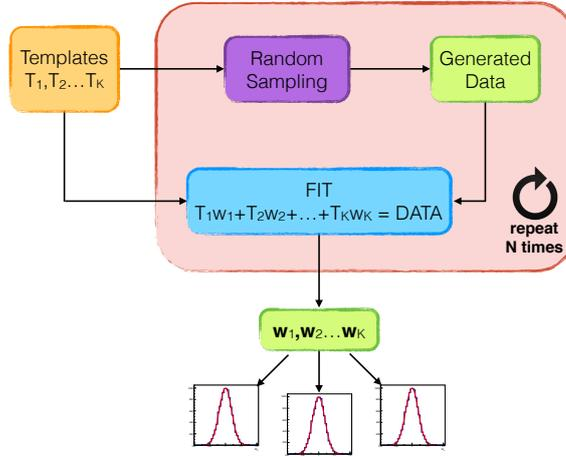 Templates
T1,T2...TK
Random
Sampling
Generated
Data
FIT
T1w1+T2w2+...+TKwK = DATA
repeat
N times
w1,w2...wK